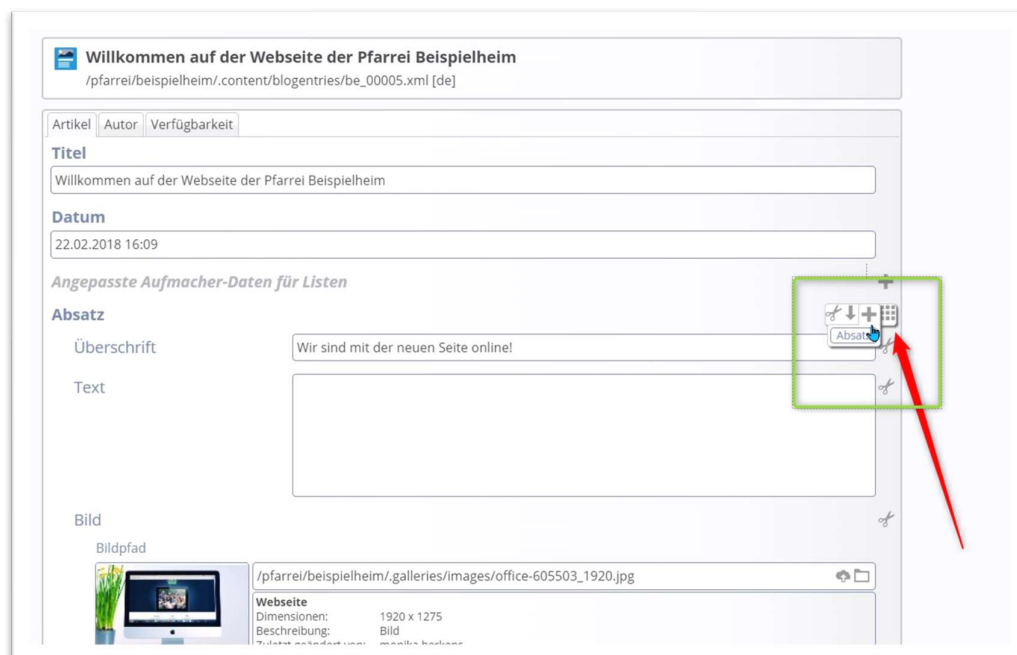 Willkommen auf der Webseite der Pfarrei Beispielheim
/pfarrei/beispielheim/.content/blogentries/be_00005.xml [de]
Artikel Autor Verfügbarkeit
Titel
Willkommen auf der Webseite der Pfarrei Beispielheim
Datum
22.02.2018 16:09
Angepasste Aufmacher-Daten für Listen
Absatz
Überschrift
Wir sind mit der neuen Seite online!
Text
Bild
Bildpfad
/pfarrei/beispielheim/.galleries/images/office-605503_1920.jpg
Webseite
Dimensionen: 1920 x 1275
Beschreibung: Bild